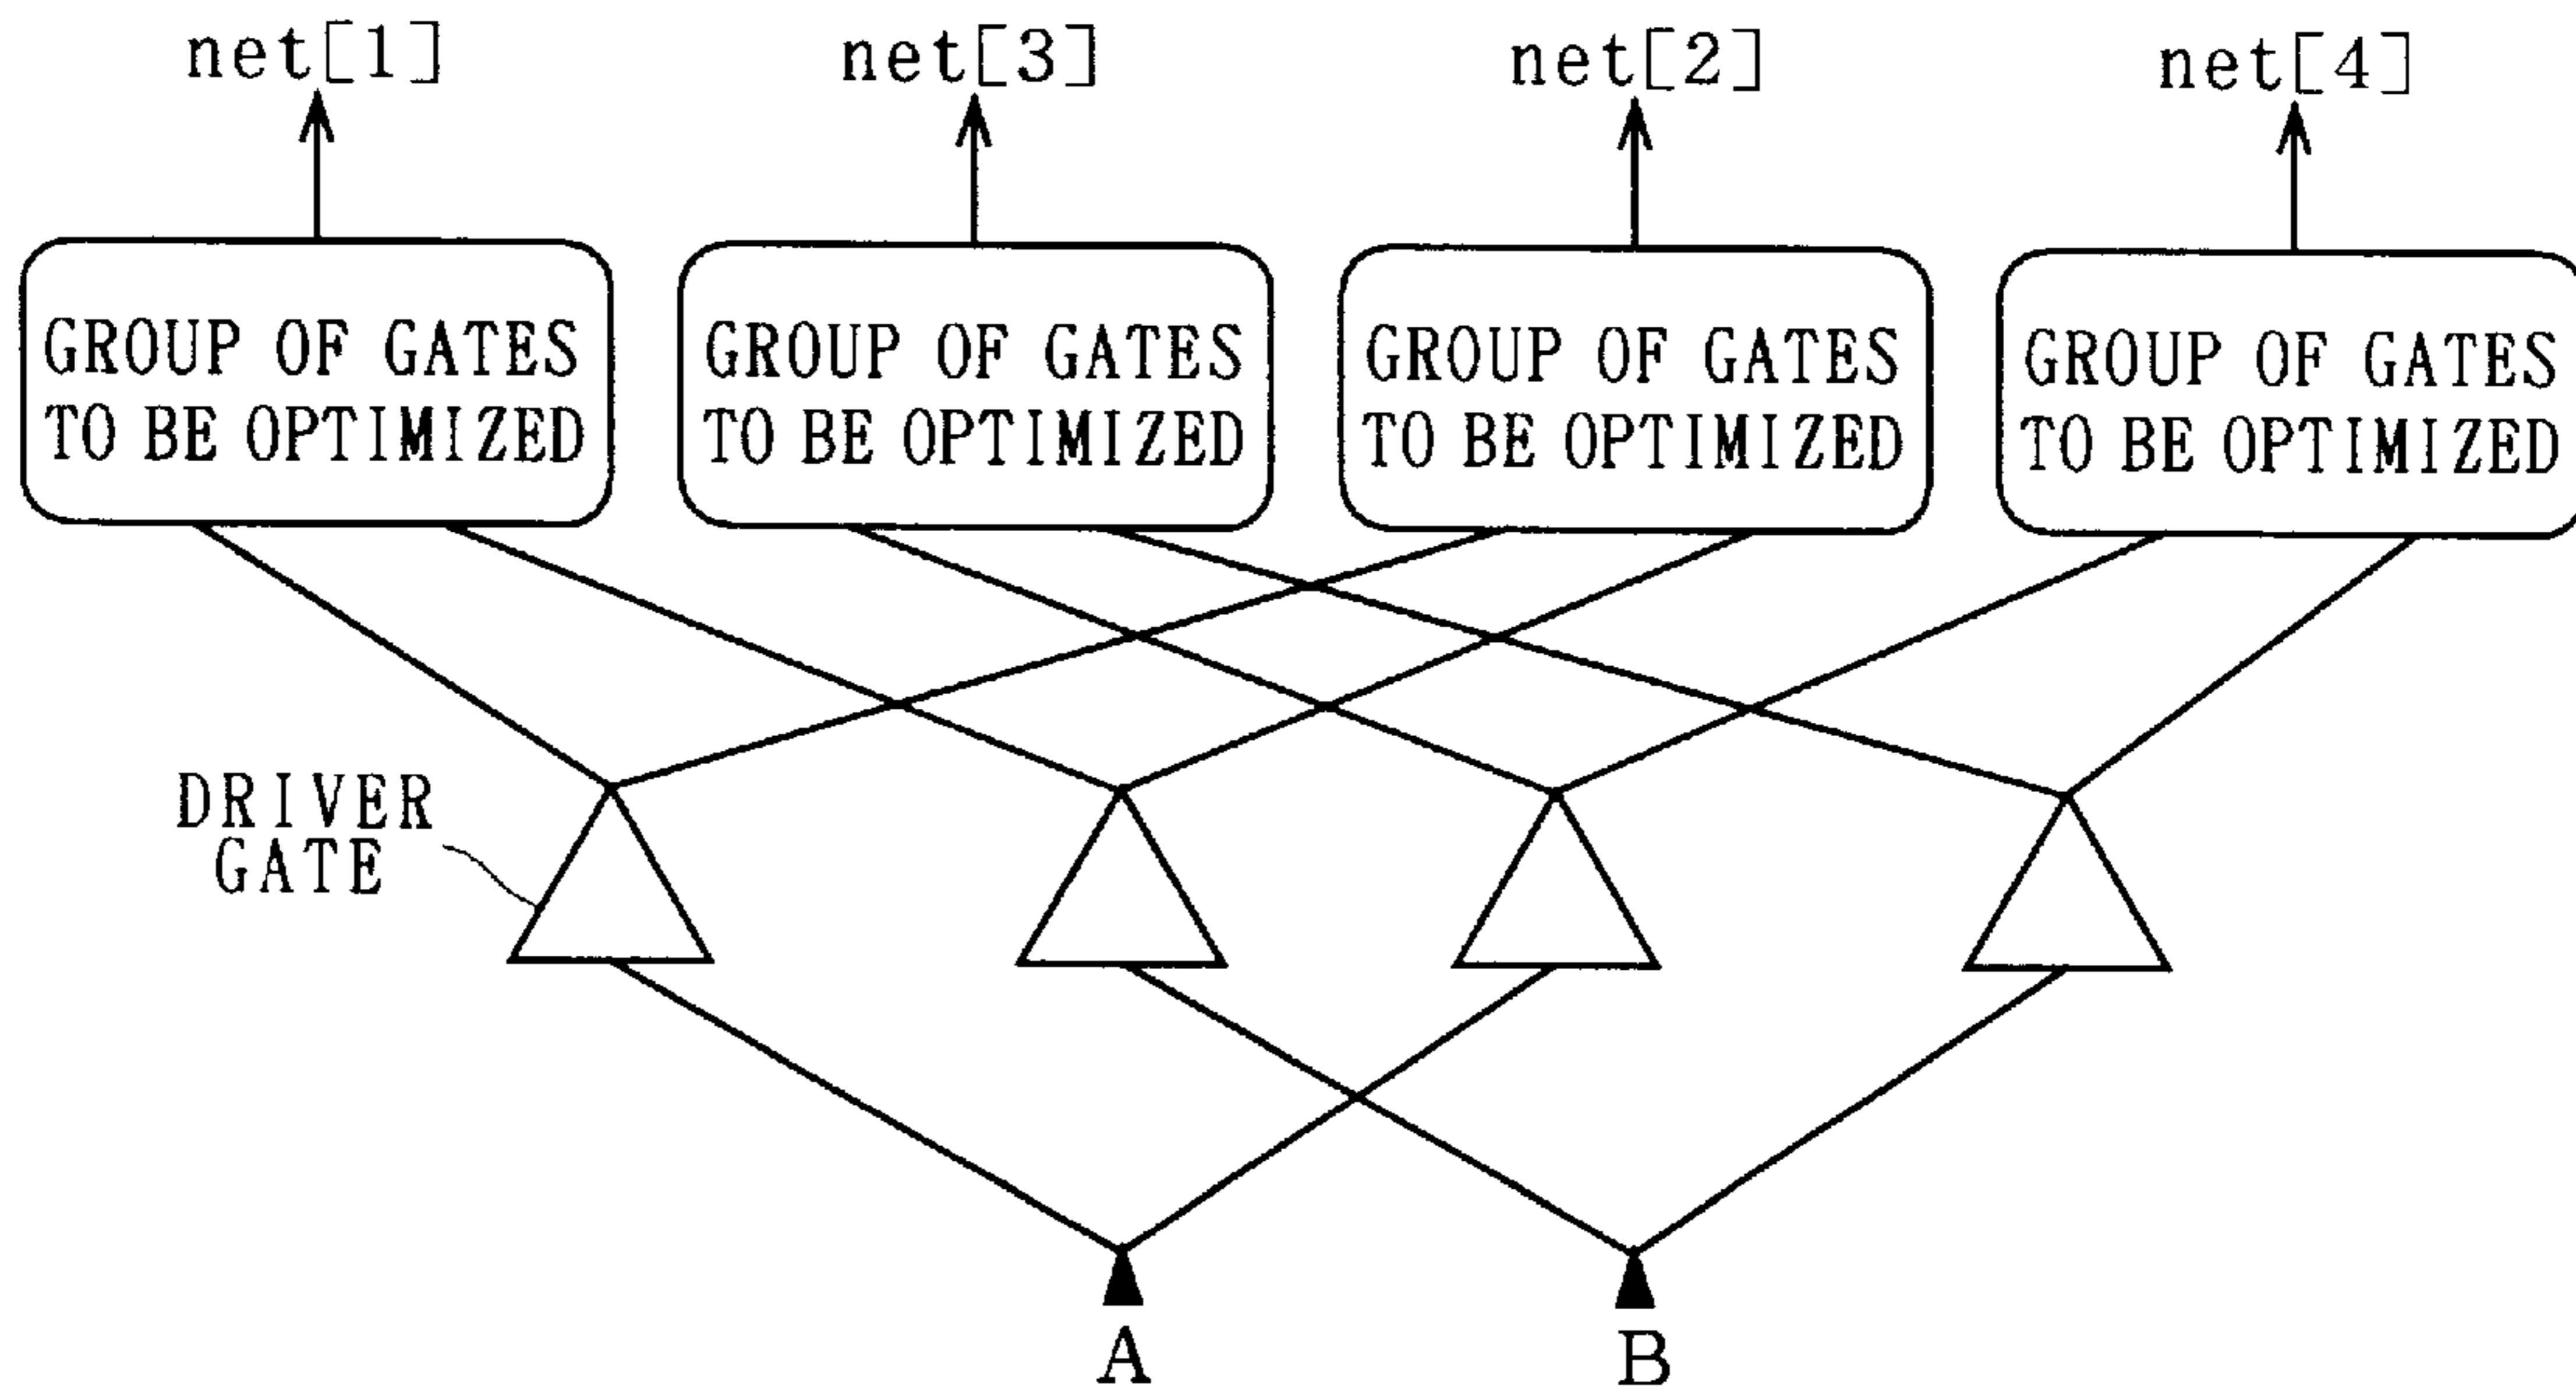 net[1]
net[3]
net[2]
net[4]
GROUP OF GATES
TO BE OPTIMIZED
GROUP OF GATES
TO BE OPTIMIZED
GROUP OF GATES
TO BE OPTIMIZED
GROUP OF GATES
TO BE OPTIMIZED
DRIVER
GATE
A
B